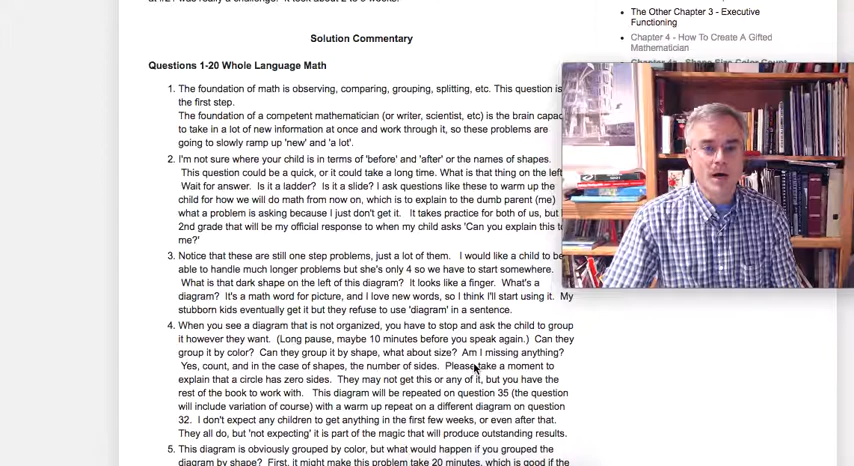 Solution Commentary
Questions 1-20 Whole Language Math
1. The foundation of math is observing, comparing, grouping, splitting, etc. This question is
the first step.
The foundation of a competent mathematician (or writer, scientist, etc) is the brain
to take in a lot of new information at once and work through it, so these problems are
going to slowly ramp up 'new' and 'a lot'.
2. I'm not sure where your child is in terms of 'before' and 'after' or the names of shapes.
This question could be a quick, or it could take a long time. What is that thing on the left
Wait for answer. Is it a ladder? Is it a slide? I ask questions like these to warm up the
child for how we will do math from now on, which is to explain to the dumb parent (me)
what a problem is asking because I just don't get it. It takes practice for both of us, but
2nd grade that will be my official response to when my child asks 'Can you explain this
me?'
3. Notice that these are still one step problems, just a lot of them. I would like a child to be
able to handle much longer problems but she's only 4 so we have to start somewhere.
What is that dark shape on the left of this diagram? It looks like a finger. What's a
diagram? It's a math word for picture, and I love new words, so I think I'll start using it. My
stubborn kids eventually get it but they refuse to use 'diagram' in a sentence.
4. When you see a diagram that is not organized, you have to stop and ask the child to group
it however they want. (Long pause, maybe 10 minutes before you speak again.) Can they
group it by color? Can they group it by shape, what about size? Am I missing anything?
Yes, count, and in the case of shapes, the number of sides. Please take a moment to
explain that a circle has zero sides. They may not get this or any of it, but you have the
rest of the book to work with. This diagram will be repeated on question 35 (the question
will include variation of course) with a warm up repeat on a different diagram on question
32. I don't expect any children to get anything in the first few weeks, or even after that.
They all do, but 'not expecting' it is part of the magic that will produce outstanding results.
5. This diagram is obviously grouped by color, but what would happen if you grouped the
diagram by shape? First, it might make this problem take 20 minutes, which is good if the
• The Other Chapter 3 - Executive
Functioning
• Chapter 4 - How To Create A Gifted
Mathematician